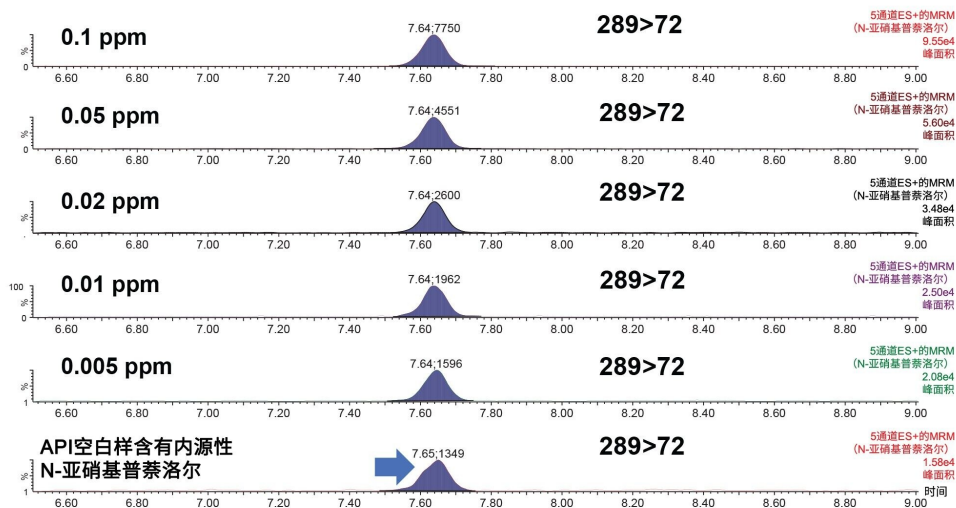 0.1 ppm
7.64;7750
289>72
5通道ES+的MRM
（N-亚硝基普萘洛尔）
9.55e4
峰面积
%
0
6.60 6.80 7.00 7.20 7.40 7.60 7.80 8.00 8.20 8.40 8.60 8.80 9.00
0.05 ppm
7.64;4551
289>72
5通道ES+的MRM
（N-亚硝基普萘洛尔）
5.60e4
峰面积
%
0
6.60 6.80 7.00 7.20 7.40 7.60 7.80 8.00 8.20 8.40 8.60 8.80 9.00
0.02 ppm
7.64;2600
289>72
5通道ES+的MRM
（N-亚硝基普萘洛尔）
3.48e4
峰面积
%
6.60 6.80 7.00 7.20 7.40 7.60 7.80 8.00 8.20 8.40 8.60 8.80 9.00
0.01 ppm
7.64;1962
289>72
5通道ES+的MRM
（N-亚硝基普萘洛尔）
2.50e4
峰面积
100
%
0
6.60 6.80 7.00 7.20 7.40 7.60 7.80 8.00 8.20 8.40 8.60 8.80 9.00
0.005 ppm
7.64;1596
289>72
5通道ES+的MRM
（N-亚硝基普萘洛尔）
2.08e4
峰面积
%
1
6.60 6.80 7.00 7.20 7.40 7.60 7.80 8.00 8.20 8.40 8.60 8.80 9.00
API空白样含有内源性
N-亚硝基普萘洛尔
7.65;1349
289>72
5通道ES+的MRM
（N-亚硝基普萘洛尔）
1.58e4
峰面积
%
1
时间
6.60 6.80 7.00 7.20 7.40 7.60 7.80 8.00 8.20 8.40 8.60 8.80 9.00